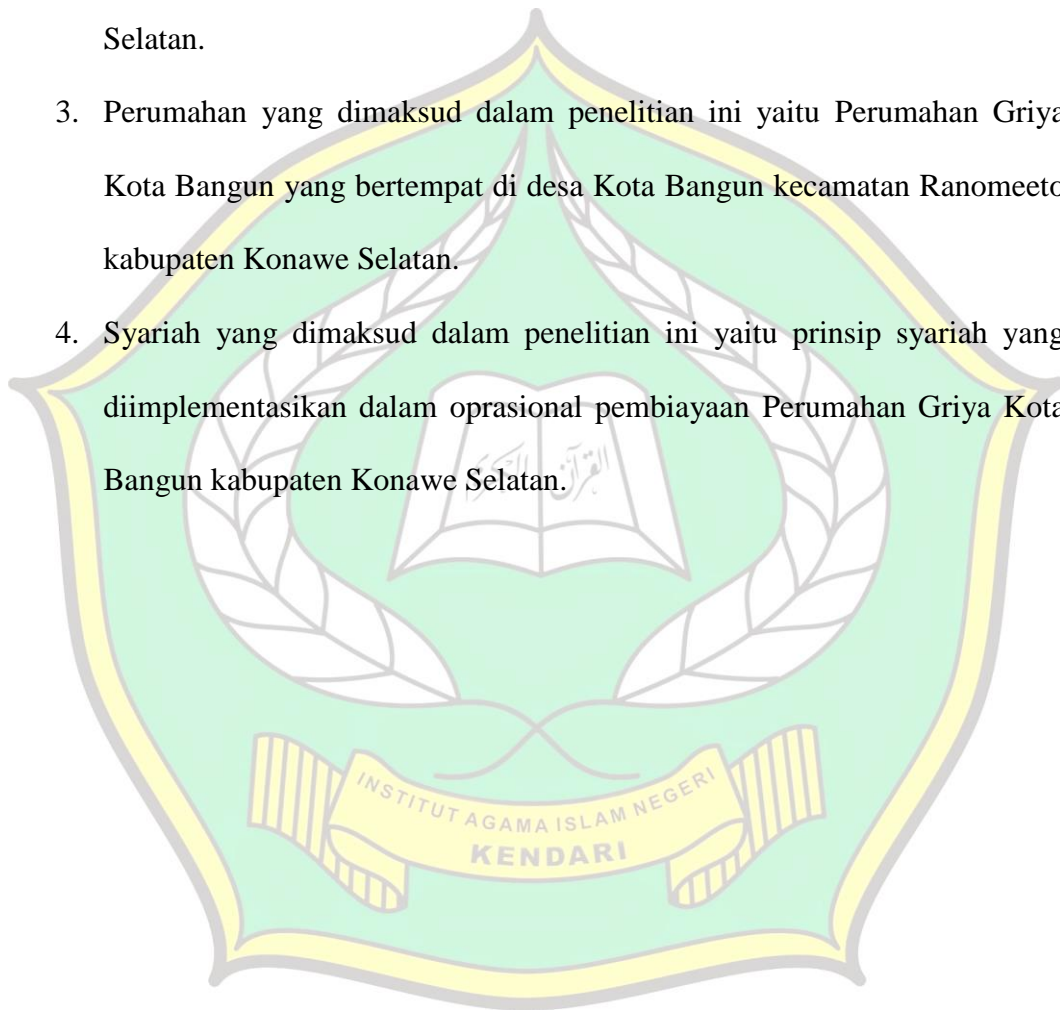 Selatan.
3. Perumahan yang dimaksud dalam penelitian ini yaitu Perumahan Griya
Kota Bangun yang bertempat di desa Kota Bangun kecamatan Ranomeeto
kabupaten Konawe Selatan.
4. Syariah yang dimaksud dalam penelitian ini yaitu prinsip syariah yang
diimplementasikan dalam oprasional pembiayaan Perumahan Griya Kota
Bangun kabupaten Konawe Selatan.
القرآن الكريم
INSTITUT AGAMA ISLAM NEGERI
KENDARI